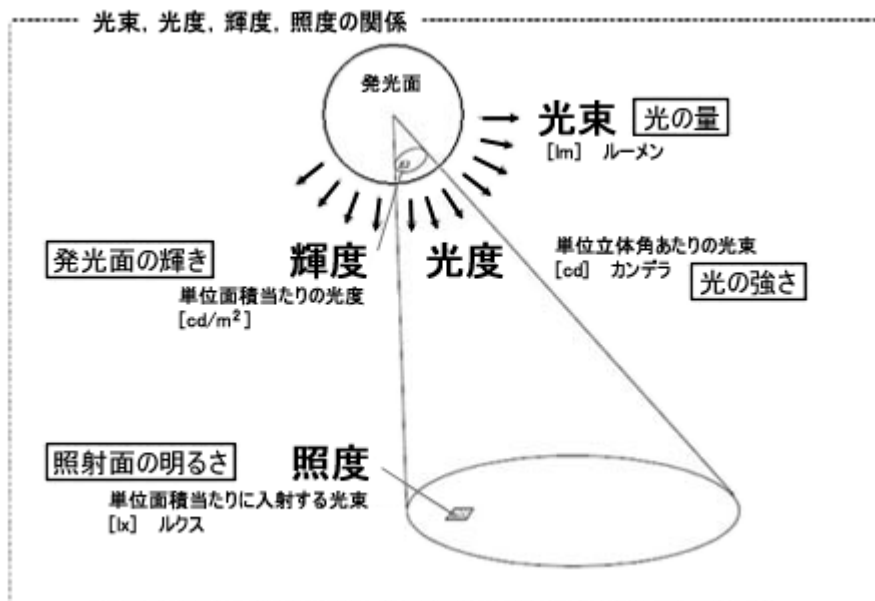 光束, 光度, 輝度, 照度の関係
発光面
光束 光の量
[lm] ルーメン
発光面の輝き 輝度
単位面積当たりの光度
[cd/m²]
光度
単位立体角あたりの光束
[cd] カンデラ
光の強さ
照射面の明るさ 照度
単位面積当たりに入射する光束
[lx] ルクス